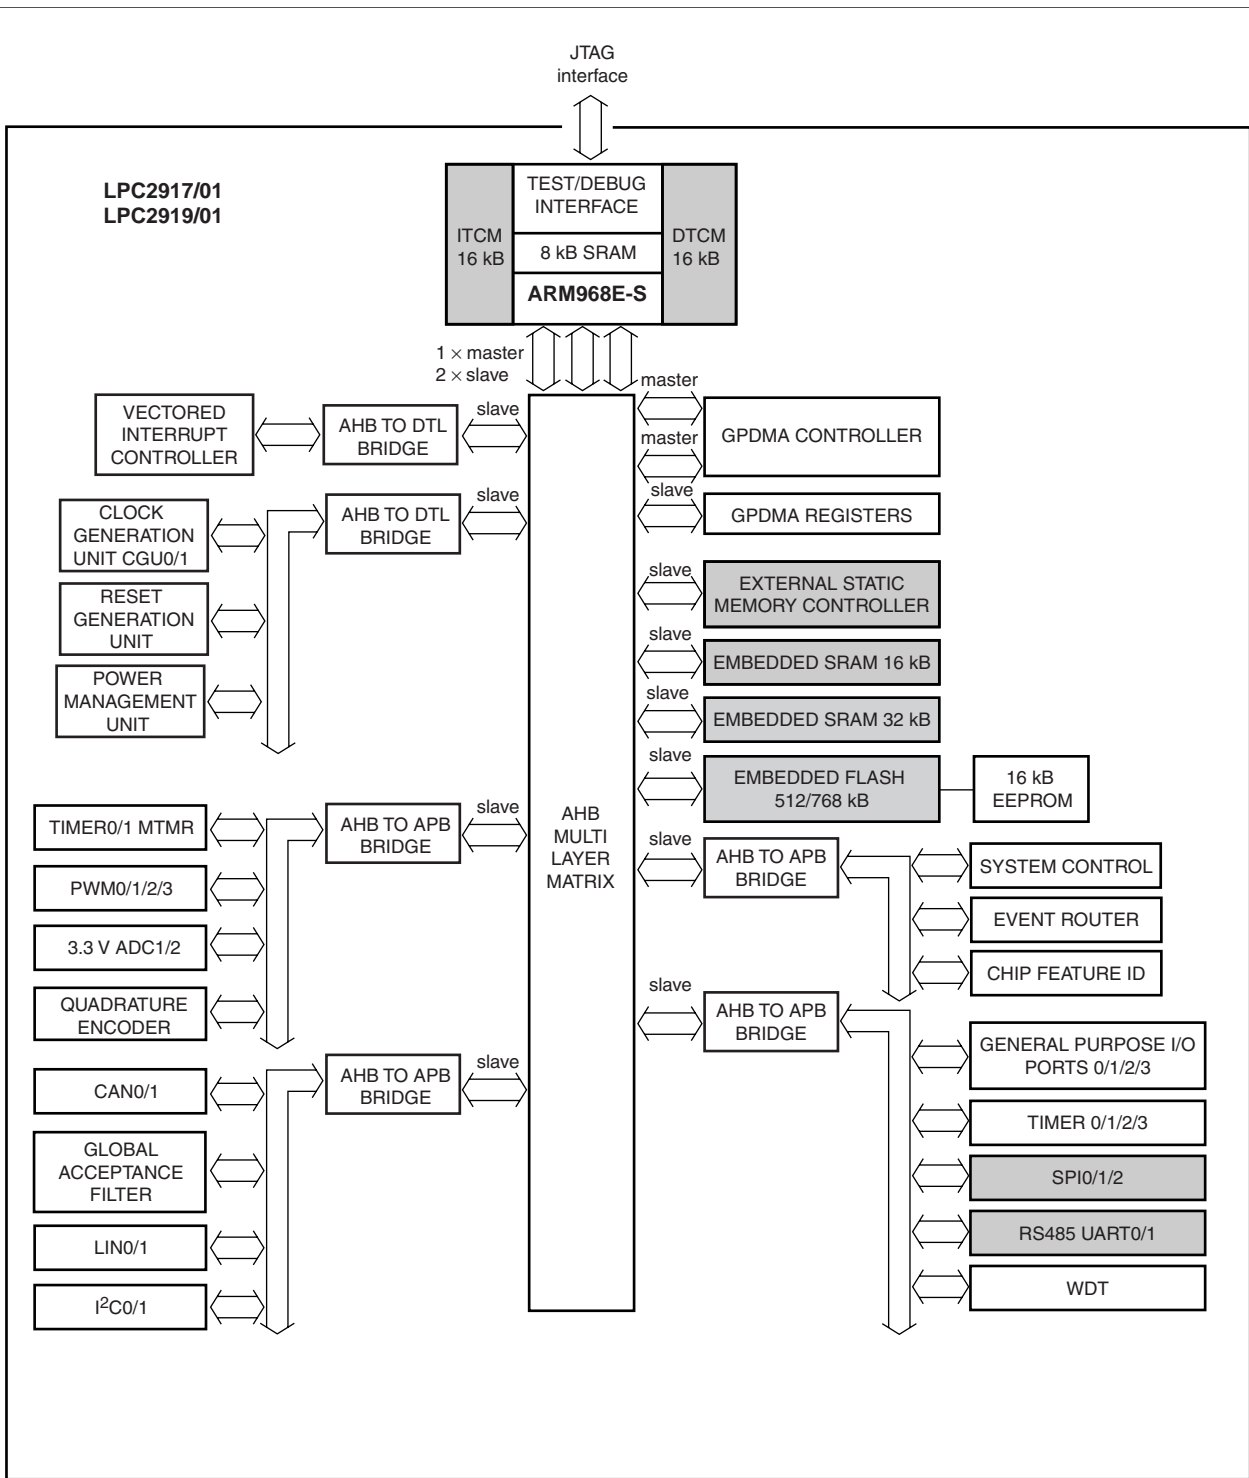 JTAG
interface
LPC2917/01
LPC2919/01
ITCM
16 kB
TEST/DEBUG
INTERFACE
8 kB SRAM
ARM968E-S
DTCM
16 kB
1 × master
2 × slave
master
master
slave
GPDMA CONTROLLER
GPDMA REGISTERS
VECTORED
INTERRUPT
CONTROLLER
AHB TO DTL
BRIDGE
slave
CLOCK
GENERATION
UNIT CGU0/1
AHB TO DTL
BRIDGE
slave
RESET
GENERATION
UNIT
POWER
MANAGEMENT
UNIT
slave
EXTERNAL STATIC
MEMORY CONTROLLER
slave
EMBEDDED SRAM 16 kB
slave
EMBEDDED SRAM 32 kB
slave
EMBEDDED FLASH
512/768 kB
16 kB
EEPROM
AHB
MULTI
LAYER
MATRIX
TIMER0/1 MTMR
AHB TO APB
BRIDGE
slave
PWM0/1/2/3
3.3 V ADC1/2
QUADRATURE
ENCODER
slave
AHB TO APB
BRIDGE
SYSTEM CONTROL
EVENT ROUTER
CHIP FEATURE ID
CAN0/1
AHB TO APB
BRIDGE
slave
GLOBAL
ACCEPTANCE
FILTER
LIN0/1
I²C0/1
slave
AHB TO APB
BRIDGE
GENERAL PURPOSE I/O
PORTS 0/1/2/3
TIMER 0/1/2/3
SPI0/1/2
RS485 UART0/1
WDT